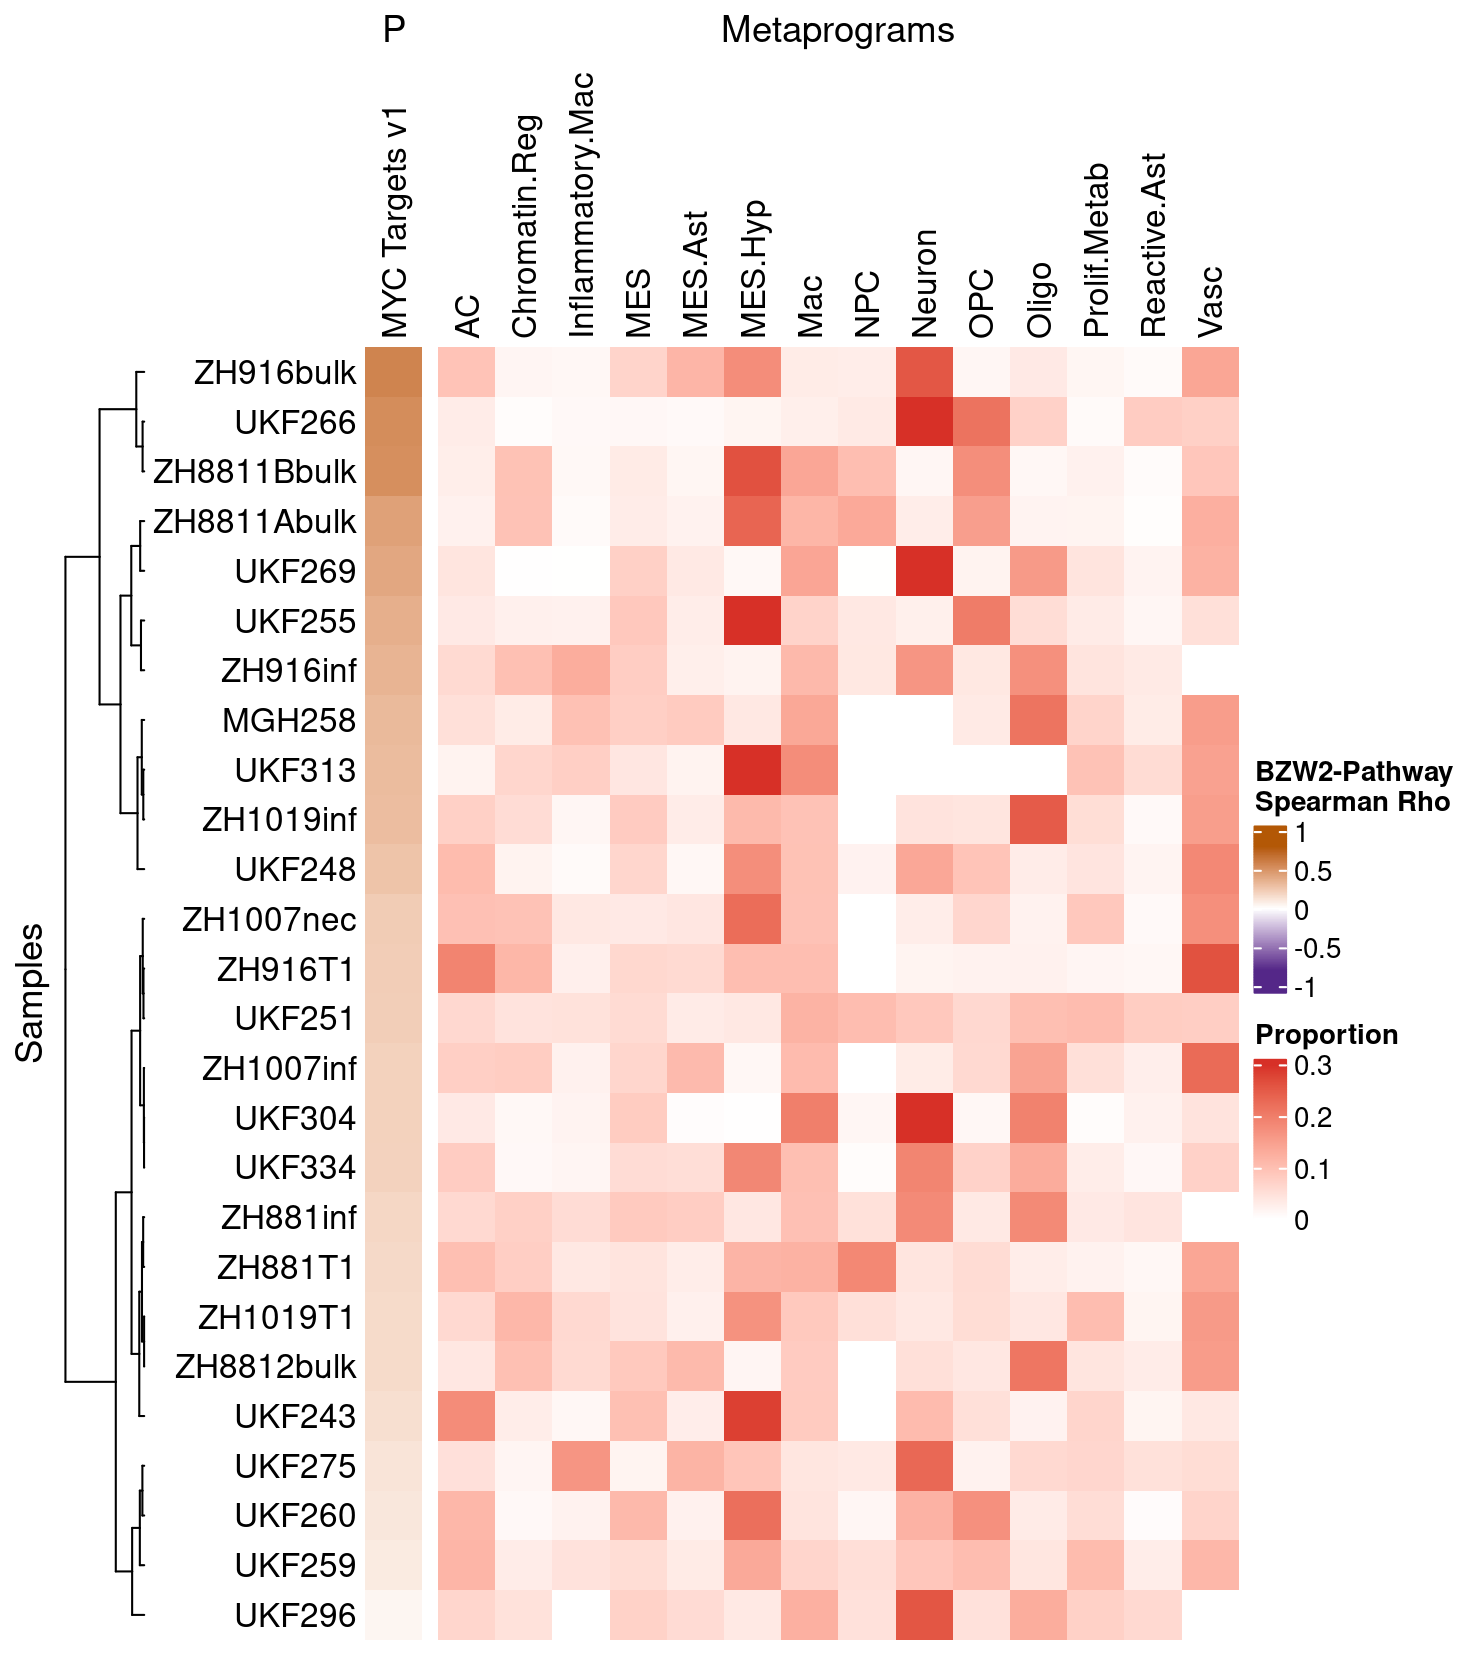 P
Metaprograms
MYC Targets v1
AC
Chromatin.Reg
Inflammatory.Mac
MES
MES.Ast
MES.Hyp
Mac
NPC
Neuron
OPC
Oligo
Prolif.Metab
Reactive.Ast
Vasc
Samples
ZH916bulk
UKF266
ZH8811Bbulk
ZH8811Abulk
UKF269
UKF255
ZH916inf
MGH258
UKF313
ZH1019inf
UKF248
ZH1007nec
ZH916T1
UKF251
ZH1007inf
UKF304
UKF334
ZH881inf
ZH881T1
ZH1019T1
ZH8812bulk
UKF243
UKF275
UKF260
UKF259
UKF296
BZW2-Pathway
Spearman Rho
1
0.5
0
-0.5
-1
Proportion
0.3
0.2
0.1
0